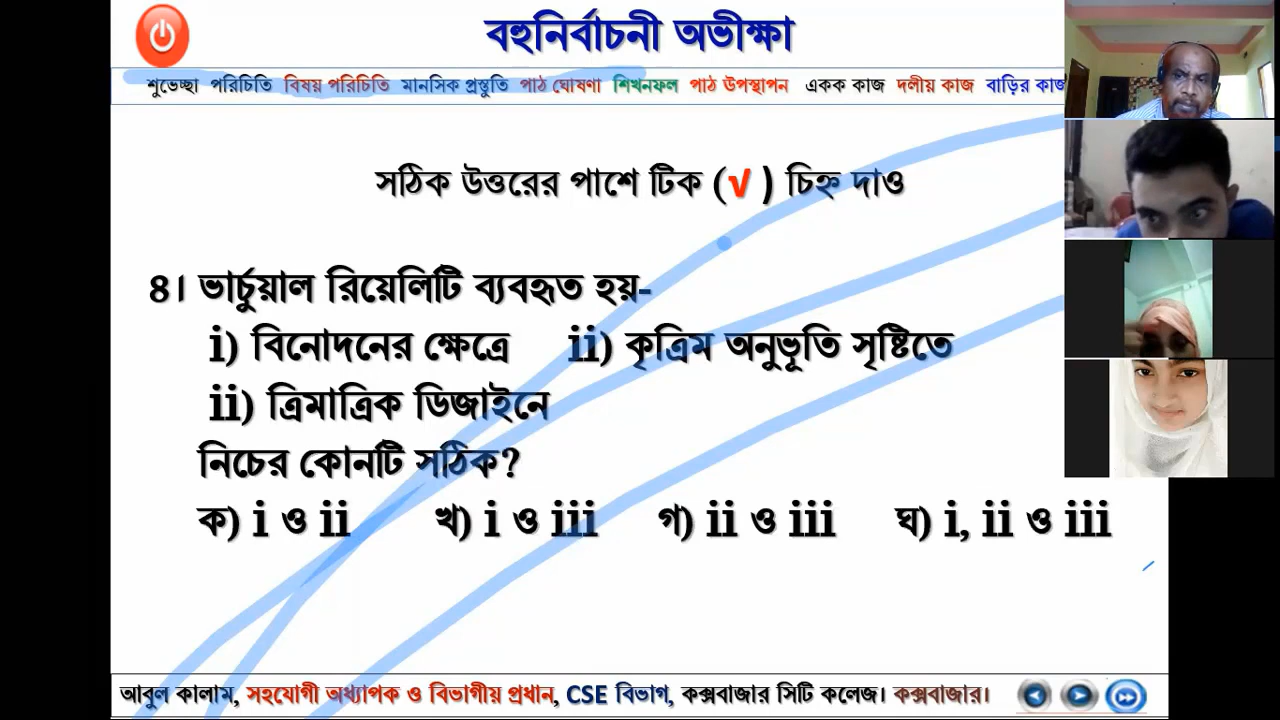 বহুনির্বাচনী অভীক্ষা
শুভেচ্ছা পরিচিতি বিষয় পরিচিতি মানসিক প্রস্তুতি পাঠ ঘোষণা শিখনফল পাঠ উপস্থাপন একক কাজ দলীয় কাজ বাড়ির কাজ
সঠিক উত্তরের পাশে টিক (√ ) চিহ্ন দাও
৪। ভার্চুয়াল রিয়েলিটি ব্যবহৃত হয়-
i) বিনোদনের ক্ষেত্রে ii) কৃত্রিম অনুভূতি সৃষ্টিতে
ii) ত্রিমাত্রিক ডিজাইনে
নিচের কোনটি সঠিক?
ক) i ও ii খ) i ও iii গ) ii ও iii ঘ) i, ii ও iii
আবুল কালাম, সহযোগী অধ্যাপক ও বিভাগীয় প্রধান, CSE বিভাগ, কক্সবাজার সিটি কলেজ। কক্সবাজার।